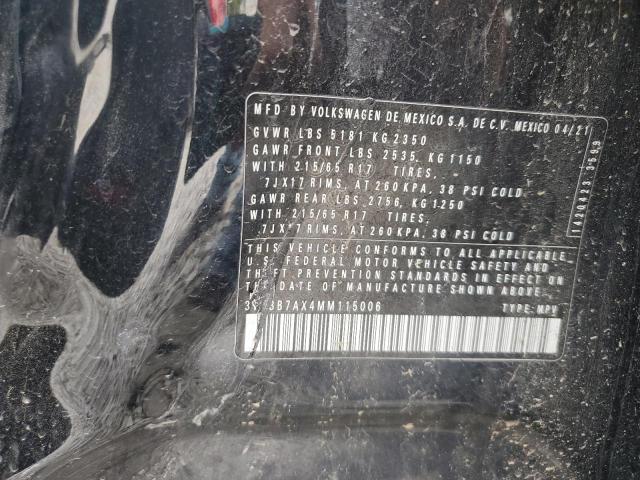 MFD BY VOLKSWAGEN DE MEXICO S.A. DE C.V. MEXICO 04/21
GVWR LBS 5181 KG 2350
GAWR FRONT LBS 2535, KG 1150
WITH 215/65 R17 TIRES,
7JX17 RIMS, AT 260 KPA, 38 PSI COLD
GAWR REAR LBS 2756, KG 1250
WITH 215/65 R17 TIRES,
7JX17 RIMS, AT 260 KPA, 38 PSI COLD
THIS VEHICLE CONFORMS TO ALL APPLICABLE
U.S. FEDERAL MOTOR VEHICLE SAFETY AND
THEFT PREVENTION STANDARDS IN EFFECT ON
THE DATE OF MANUFACTURE SHOWN ABOVE.
B7AX4MM115006 TYPE: MPV